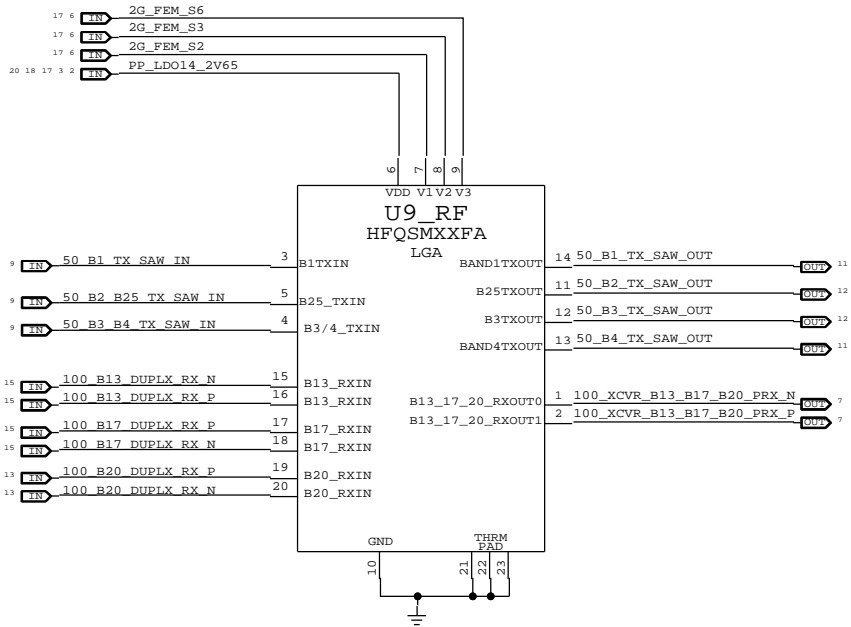 17 6 IN 2G_FEM_S6
17 6 IN 2G_FEM_S3
17 6 IN 2G_FEM_S2
20 18 17 3 2 IN PP_LDO14_2V65
6 7 8 9
VDD V1 V2 V3
U9_RF
HFQSMXXFA
LGA
9 IN 50_B1_TX_SAW_IN 3 B1TXIN
BAND1TXOUT 14 50_B1_TX_SAW_OUT OUT 11
9 IN 50_B2_B25_TX_SAW_IN 5 B25_TXIN
B25TXOUT 11 50_B2_TX_SAW_OUT OUT 12
9 IN 50_B3_B4_TX_SAW_IN 4 B3/4_TXIN
B3TXOUT 12 50_B3_TX_SAW_OUT OUT 12
BAND4TXOUT 13 50_B4_TX_SAW_OUT OUT 11
15 IN 100_B13_DUPLX_RX_N 15 B13_RXIN
15 IN 100_B13_DUPLX_RX_P 16 B13_RXIN
B13_17_20_RXOUT0 1 100_XCVR_B13_B17_B20_PRX_N OUT 7
B13_17_20_RXOUT1 2 100_XCVR_B13_B17_B20_PRX_P OUT 7
15 IN 100_B17_DUPLX_RX_P 17 B17_RXIN
15 IN 100_B17_DUPLX_RX_N 18 B17_RXIN
13 IN 100_B20_DUPLX_RX_P 19 B20_RXIN
13 IN 100_B20_DUPLX_RX_N 20 B20_RXIN
GND THRM
PAD
10 21 22 23